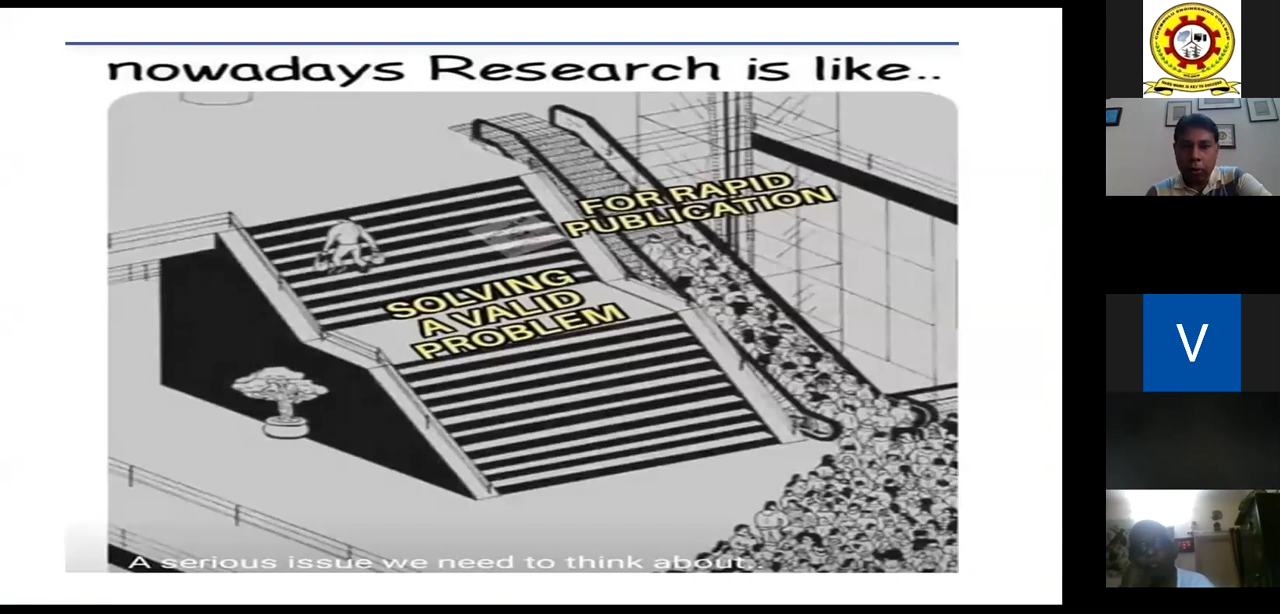 nowadays Research is like..
FOR RAPID
PUBLICATION
SOLVING
A VALID
PROBLEM
A serious issue we need to think about..
V